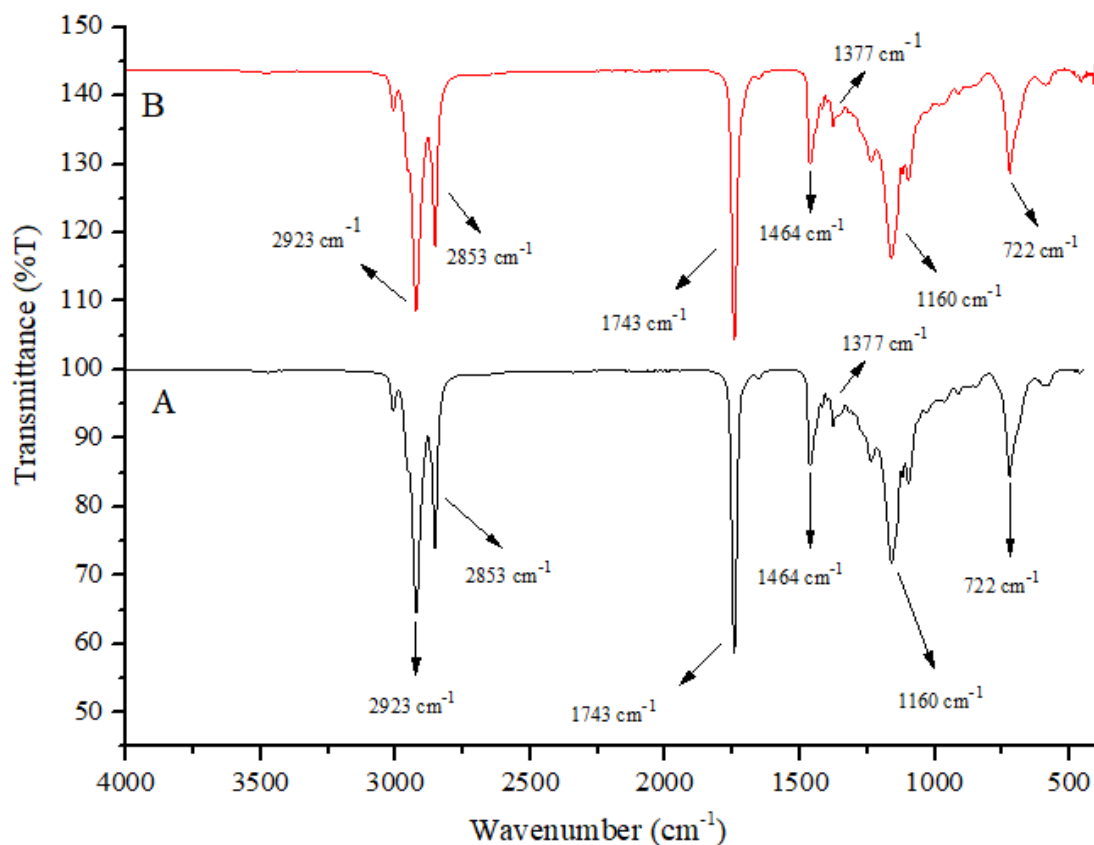 150
1377 cm⁻¹
140
B
130
2923 cm⁻¹
1464 cm⁻¹
722 cm⁻¹
2853 cm⁻¹
120
1160 cm⁻¹
110
1743 cm⁻¹
1377 cm⁻¹
100
A
90
80
70
2853 cm⁻¹
1464 cm⁻¹
722 cm⁻¹
60
50
2923 cm⁻¹
1743 cm⁻¹
1160 cm⁻¹
Transmittance (%T)
4000 3500 3000 2500 2000 1500 1000 500
Wavenumber (cm⁻¹)